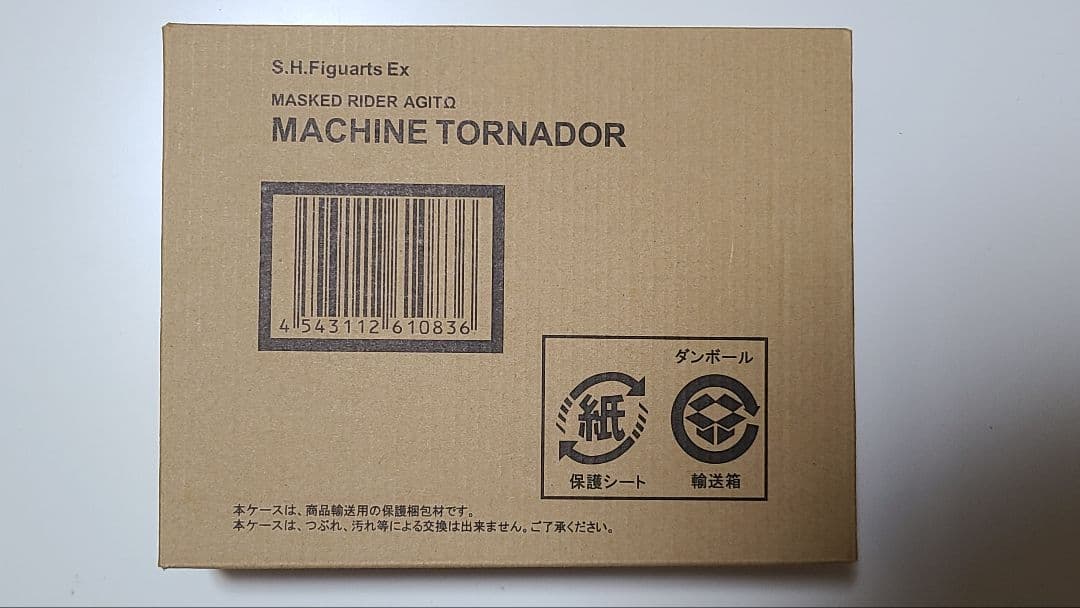 S.H.Figuarts Ex
MASKED RIDER AGITΩ
MACHINE TORNADOR
4 543112 610836
ダンボール
紙
保護シート
輸送箱
本ケースは、商品輸送用の保護梱包材です。
本ケースは、つぶれ、汚れ等による交換は出来ません。ご了承ください。